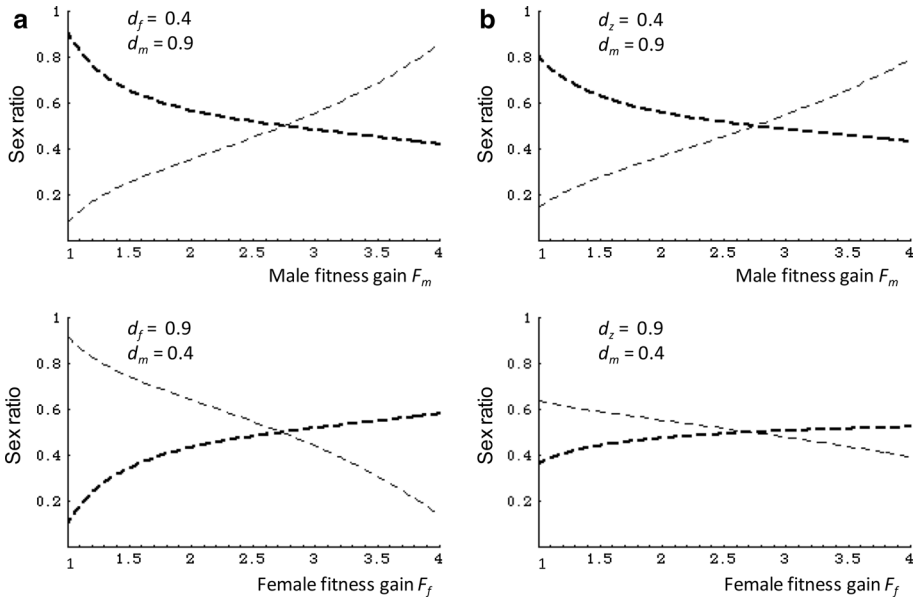 a
d_f = 0.4
d_m = 0.9
Sex ratio
1
0.8
0.6
0.4
0.2
1 1.5 2 2.5 3 3.5 4
Male fitness gain F_m
b
d_z = 0.4
d_m = 0.9
Sex ratio
1
0.8
0.6
0.4
0.2
1 1.5 2 2.5 3 3.5 4
Male fitness gain F_m
d_f = 0.9
d_m = 0.4
Sex ratio
1
0.8
0.6
0.4
0.2
1 1.5 2 2.5 3 3.5 4
Female fitness gain F_f
d_z = 0.9
d_m = 0.4
Sex ratio
1
0.8
0.6
0.4
0.2
1 1.5 2 2.5 3 3.5 4
Female fitness gain F_f